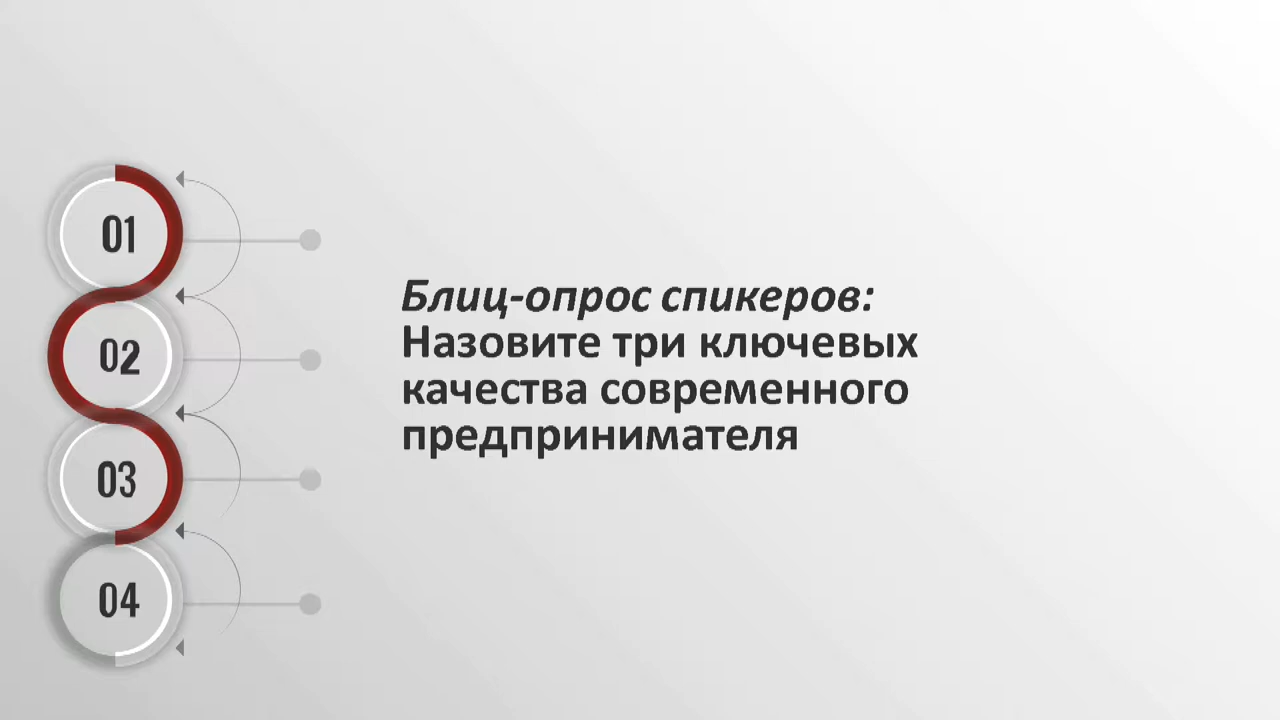 01
02
03
04
Блиц-опрос спикеров:
Назовите три ключевых
качества современного
предпринимателя